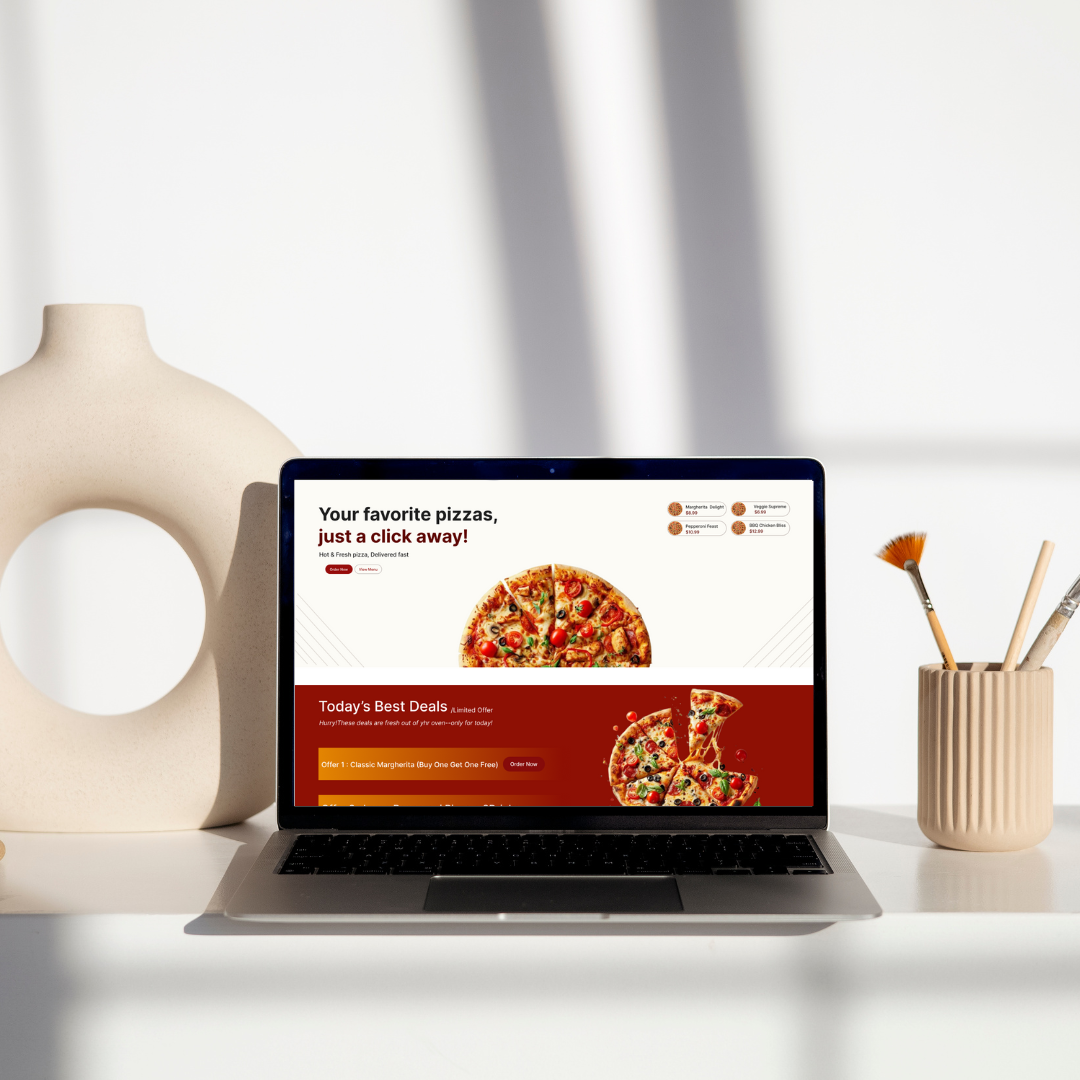 Your favorite pizzas,
just a click away!
Hot & Fresh pizza, Delivered fast
Order Now
View Menu
Margherita Delight
$8.99
Veggie Supreme
$8.99
Pepperoni Feast
$10.99
BBQ Chicken Bliss
$12.99
Today's Best Deals /Limited Offer
Hurry!These deals are fresh out of yhr oven—only for today!
Offer 1 : Classic Margherita (Buy One Get One Free)
Order Now